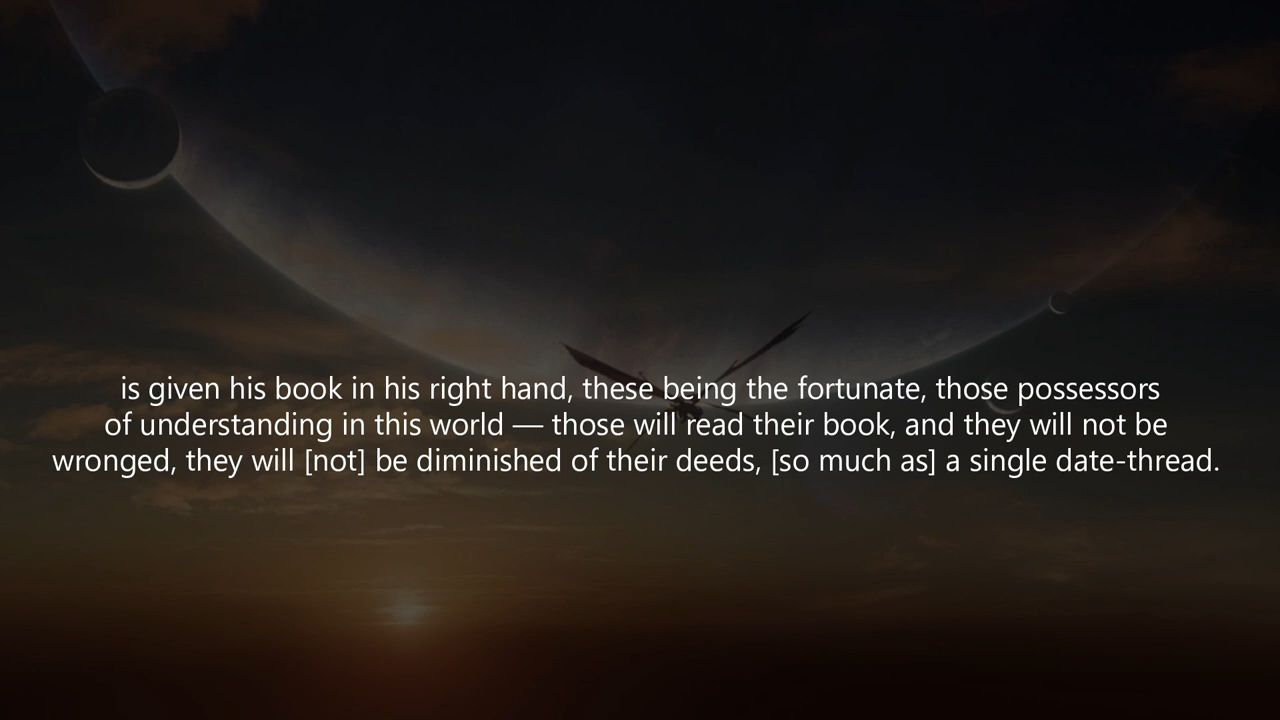 is given his book in his right hand, these being the fortunate, those possessors
of understanding in this world — those will read their book, and they will not be
wronged, they will [not] be diminished of their deeds, [so much as] a single date-thread.